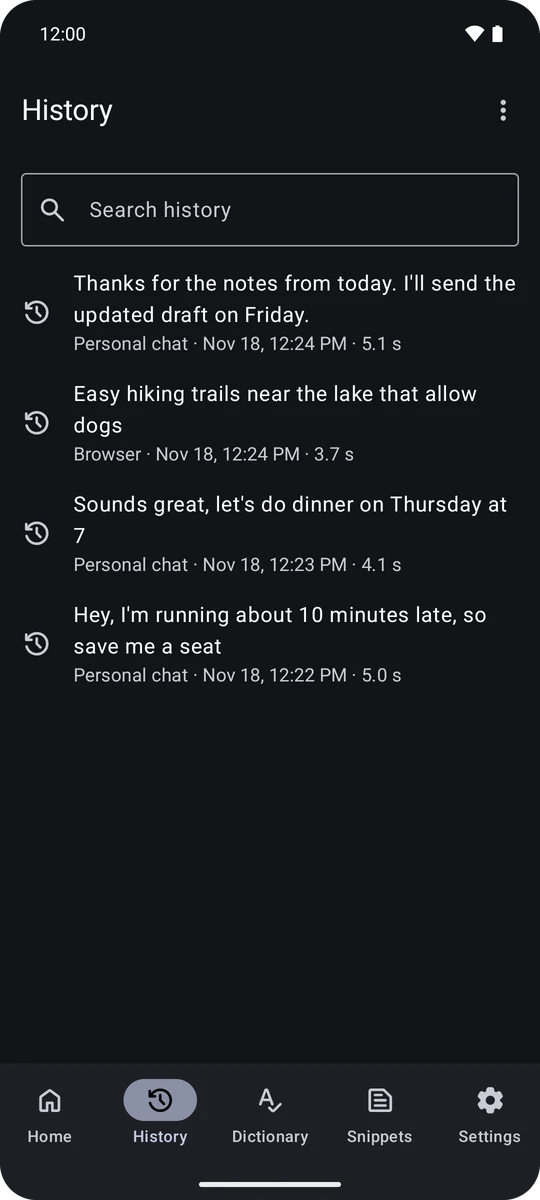 12:00
History
Search history
Thanks for the notes from today. I'll send the
updated draft on Friday.
Personal chat · Nov 18, 12:24 PM · 5.1 s
Easy hiking trails near the lake that allow
dogs
Browser · Nov 18, 12:24 PM · 3.7 s
Sounds great, let's do dinner on Thursday at
7
Personal chat · Nov 18, 12:23 PM · 4.1 s
Hey, I'm running about 10 minutes late, so
save me a seat
Personal chat · Nov 18, 12:22 PM · 5.0 s
Home History Dictionary Snippets Settings